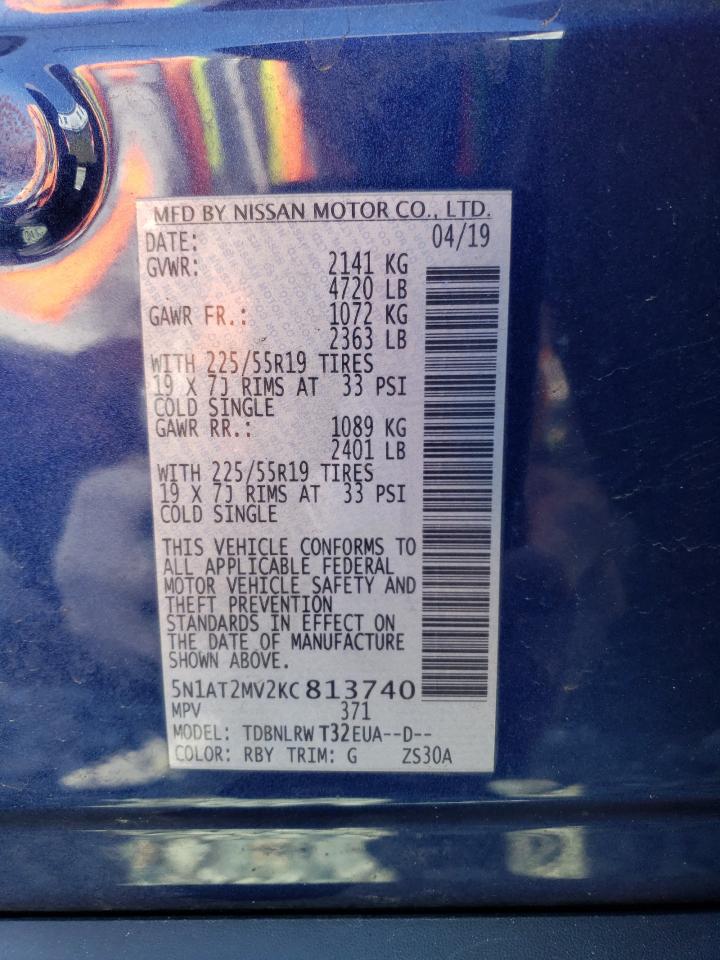 MFD BY NISSAN MOTOR CO., LTD.
DATE: 04/19
GVWR: 2141 KG
4720 LB
GAWR FR.: 1072 KG
2363 LB
WITH 225/55R19 TIRES
19 X 7J RIMS AT 33 PSI
COLD SINGLE
GAWR RR.: 1089 KG
2401 LB
WITH 225/55R19 TIRES
19 X 7J RIMS AT 33 PSI
COLD SINGLE
THIS VEHICLE CONFORMS TO
ALL APPLICABLE FEDERAL
MOTOR VEHICLE SAFETY AND
THEFT PREVENTION
STANDARDS IN EFFECT ON
THE DATE OF MANUFACTURE
SHOWN ABOVE.
5N1AT2MV2KC813740
MPV 371
MODEL: TDBNLRWT32EUA--D--
COLOR: RBY TRIM: G ZS30A